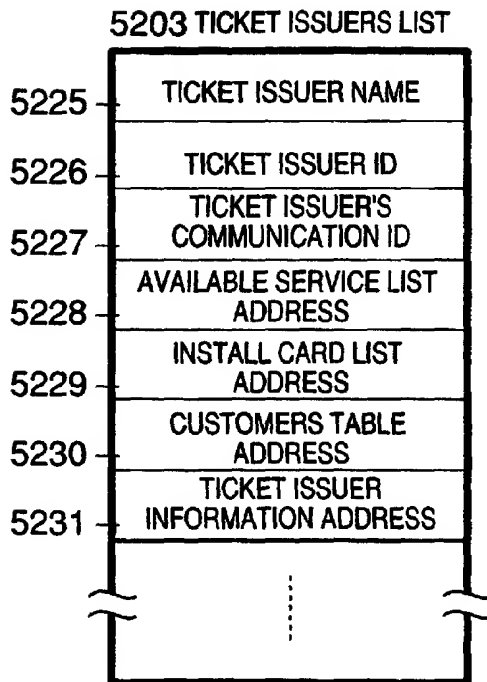 5203 TICKET ISSUERS LIST
5225 TICKET ISSUER NAME
5226 TICKET ISSUER ID
TICKET ISSUER'S
5227 COMMUNICATION ID
AVAILABLE SERVICE LIST
5228 ADDRESS
INSTALL CARD LIST
5229 ADDRESS
CUSTOMERS TABLE
5230 ADDRESS
TICKET ISSUER
5231 INFORMATION ADDRESS